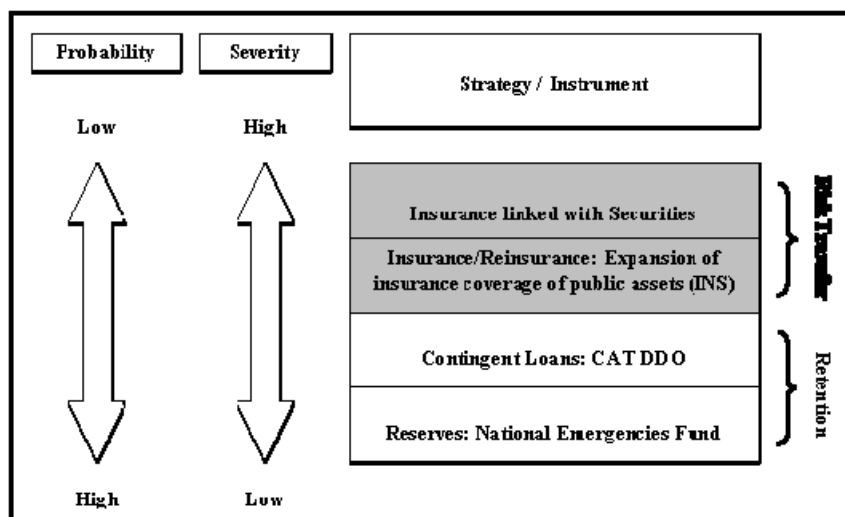 Probability
Severity
Strategy / Instrument
Low
High
Insurance linked with Securities
Insurance/Reinsurance: Expansion of
insurance coverage of public assets (INS)
Risk Transfer
Contingent Loans: CAT DDO
Reserves: National Emergencies Fund
Retention
High
Low